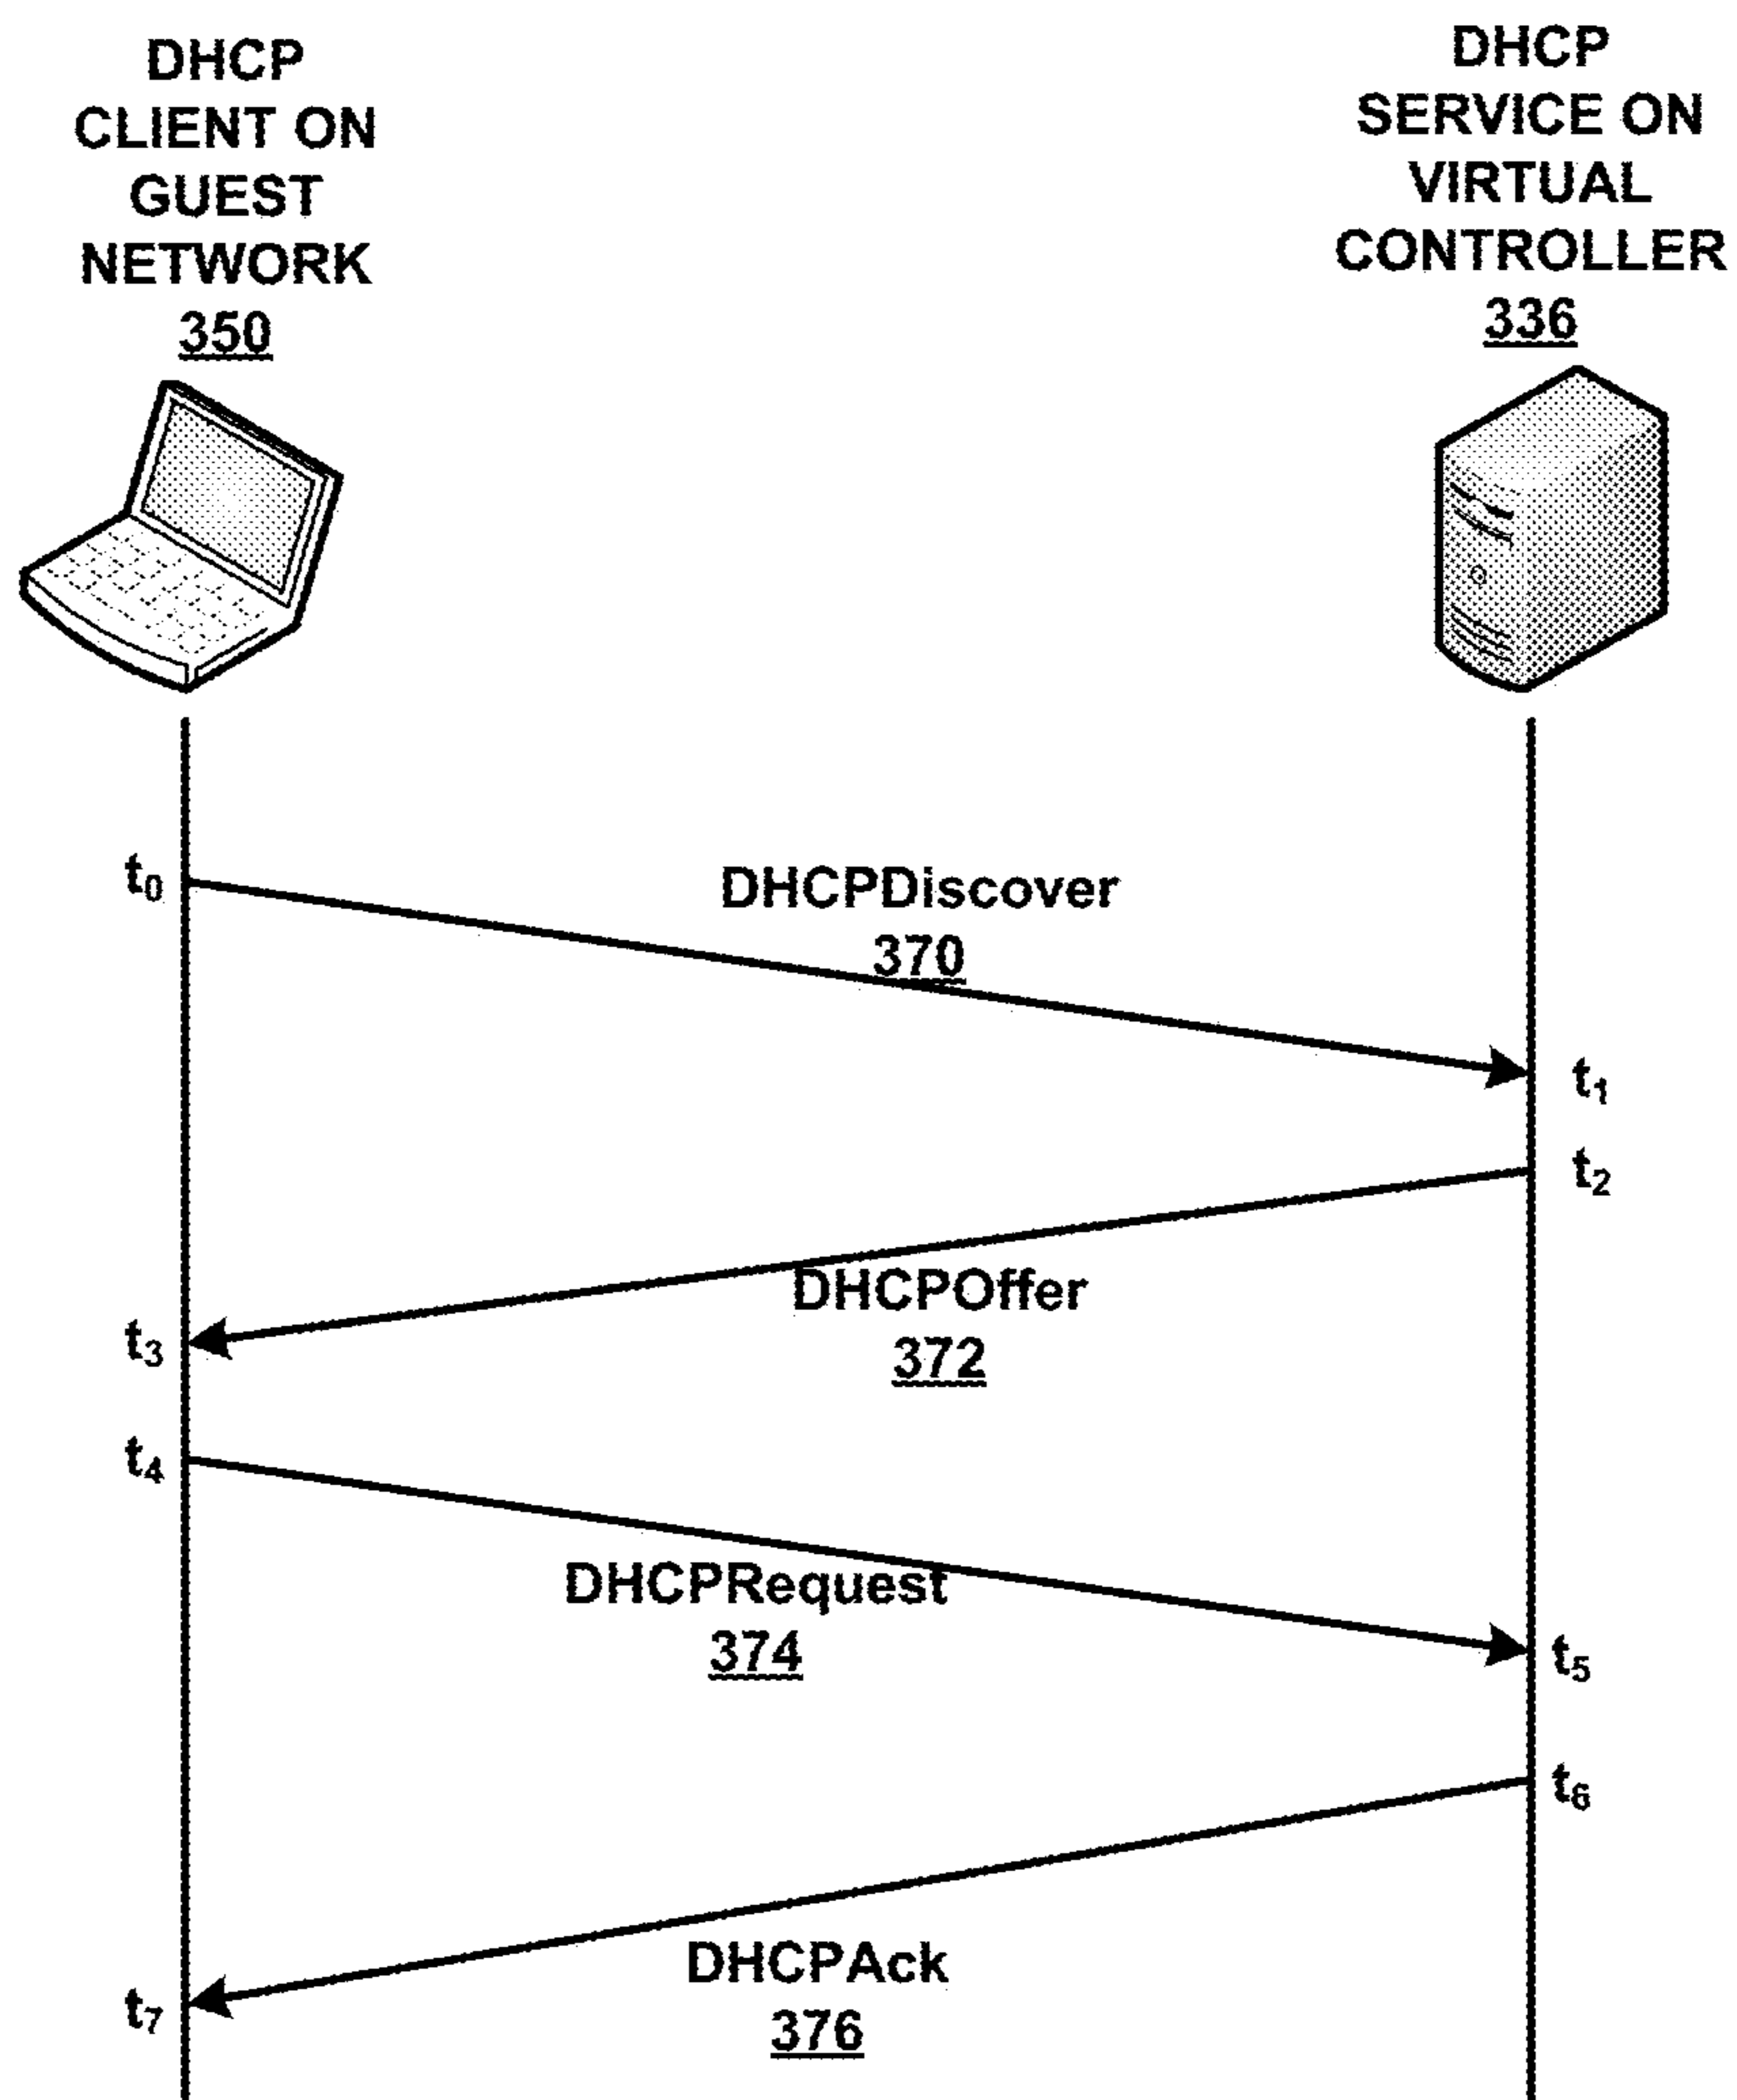 DHCP
CLIENT ON
GUEST
NETWORK
350
DHCP
SERVICE ON
VIRTUAL
CONTROLLER
336
t0
DHCPDiscover
370
t1
t2
DHCPOffer
372
t3
t4
DHCPRequest
374
t5
t6
DHCPAck
376
t7